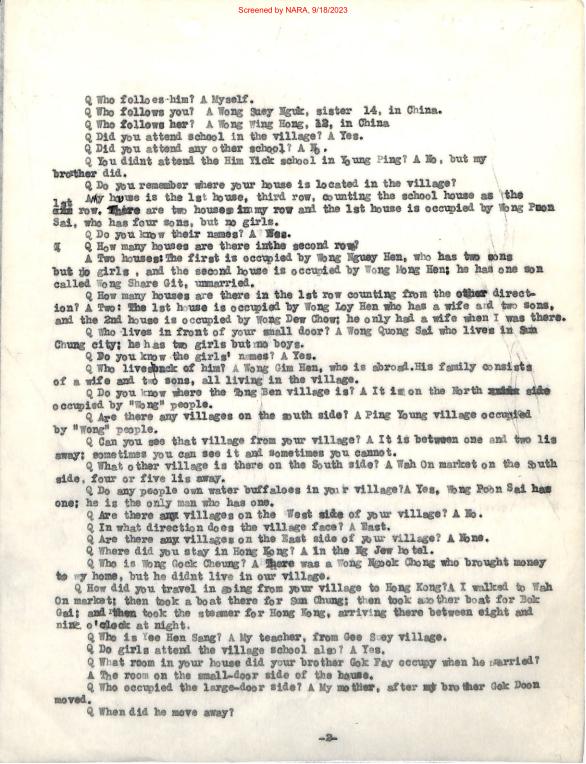 Screened by NARA, 9/18/2023
Q Who folloes him? A Myself.
Q Who follows you? A Wong Suey Nguk, sister 14, in China.
Q Who follows her? A Wong Wing Hong, 12, in China
Q Did you attend school in the village? A Yes.
Q Did you attend any other school? A No.
Q You didnt attend the Him Yick school in Young Ping? A No, but my
brother did.
Q Do you remember where your house is located in the village?
My house is the 1st house, third row, counting the school house as the
1st row. There are two houses in my row and the 1st house is occupied by Wong Poon
Sai, who has four sons, but no girls.
Q Do you know their names? A Yes.
Q How many houses are there inthe second row?
A Two houses: The first is occupied by Wong Nguey Hen, who has two sons
but no girls , and the second house is occupied by Wong Mong Hen; he has one son
called Wong Share Git, unmarried.
Q How many houses are there in the 1st row counting from the other direct-
ion? A Two: The 1st house is occupied by Wong Loy Hen who has a wife and two sons,
and the 2nd house is occupied by Wong Dew Chow; he only had a wife when I was there.
Q Who lives in front of your small door? A Wong Quong Sai who lives in Sun
Chung city; he has two girls but no boys.
Q Do you know the girls' names? A Yes.
Q Who livesback of him? A Wong Gim Hen, who is abroad.His family consists
of a wife and two sons, all living in the village.
Q Do you know where the Tong Ben village is? A It is on the North side
occupied by "Wong" people.
Q Are there any villages on the south side? A Ping Young village occupied
by "Wong" people.
Q Can you see that village from your village? A It is between one and two lis
away; sometimes you can see it and sometimes you cannot.
Q What other village is there on the South side? A Wah On market on the South
side, four or five lis away.
Q Do any people own water buffaloes in your village?A Yes, Wong Poon Sai has
one; he is the only man who has one.
Q Are there any villages on the West side of your village? A No.
Q In what direction does the village face? A East.
Q Are there any villages on the East side of your village? A None.
Q Where did you stay in Hong Kong? A in the Ng Jew hotel.
Q Who is Wong Gock Cheung? A There was a Wong Ngock Chong who brought money
to my home, but he didnt live in our village.
Q How did you travel in going from your village to Hong Kong?A I walked to Wah
On market; then took a boat there for Sun Chung; then took another boat for Bok
Gai; and then took the steamer for Hong Kong, arriving there between eight and
nine o'clock at night.
Q Who is Yee Hen Sang? A My teacher, from Gee Suey village.
Q Do girls attend the village school also? A Yes.
Q What room in your house did your brother Gok Fay occupy when he married?
A The room on the small-door side of the house.
Q Who occupied the large-door side? A My mother, after my brother Gok Doon
moved.
Q When did he move away?
-2-